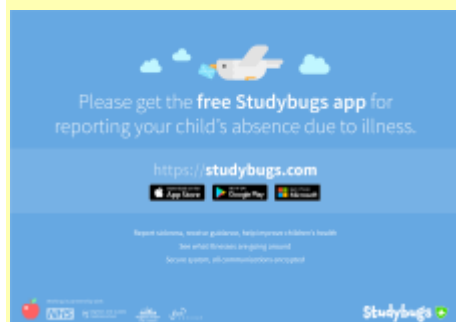 Please get the free Studybugs app for
reporting your child's absence due to illness.
https://studybugs.com
App Store
Google Play
Microsoft
Report sickness, receive guidance, help improve children's health
See what illnesses are going around
Secure system, all communications encrypted
NHS
Studybugs